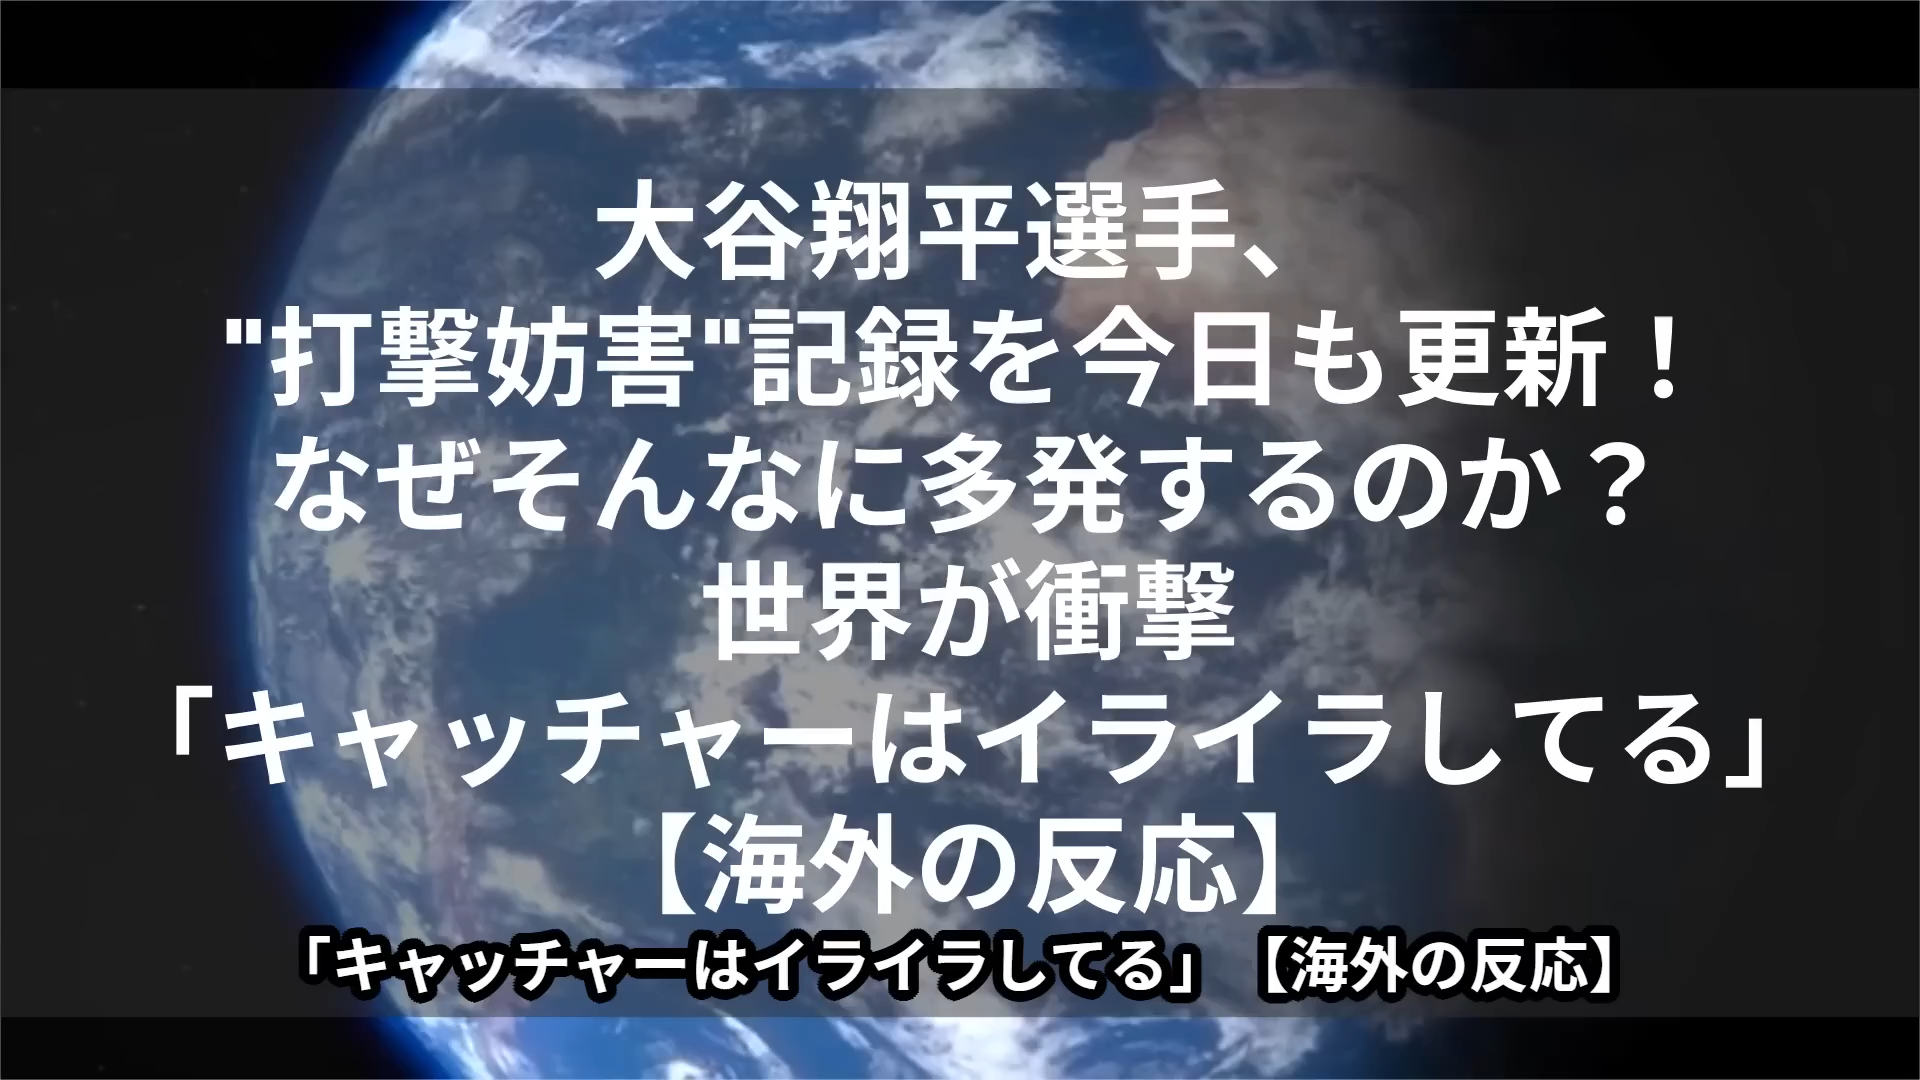 大谷翔平選手、
"打撃妨害"記録を今日も更新！
なぜそんなに多発するのか？
世界が衝撃
「キャッチャーはイライラしてる」
【海外の反応】
「キャッチャーはイライラしてる」【海外の反応】